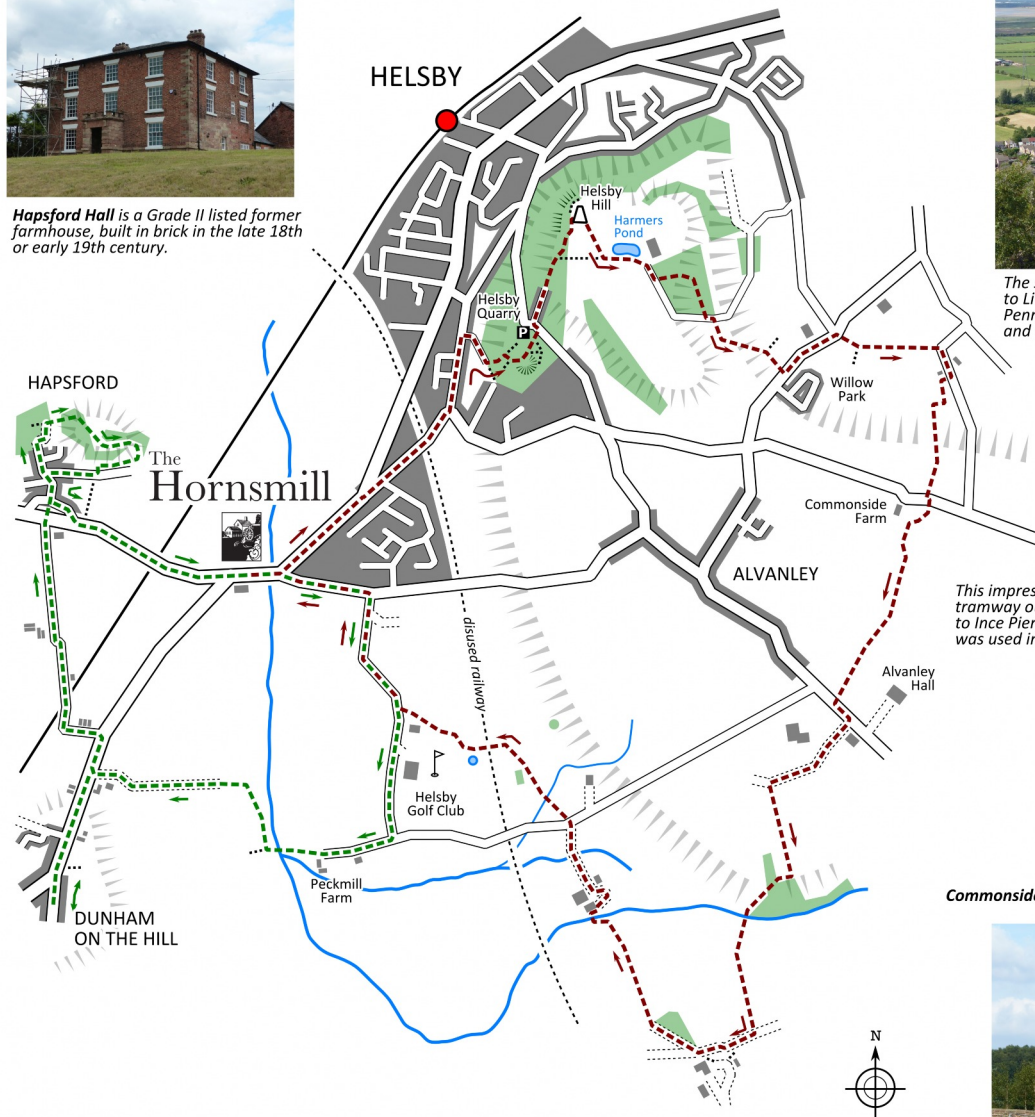 HELSBY
Hapsford Hall is a Grade II listed former
farmhouse, built in brick in the late 18th
or early 19th century.
Helsby
Hill
Harmers
Pond
Helsby
Quarry
P
The
to Li
Penn
and
HAPSFORD
Willow
Park
The
Hornsmill
Commonside
Farm
ALVANLEY
This impres
tramway o
to Ince Pier
was used in
disused railway
Alvanley
Hall
Helsby
Golf Club
Peckmill
Farm
Commonside
DUNHAM
ON THE HILL
N